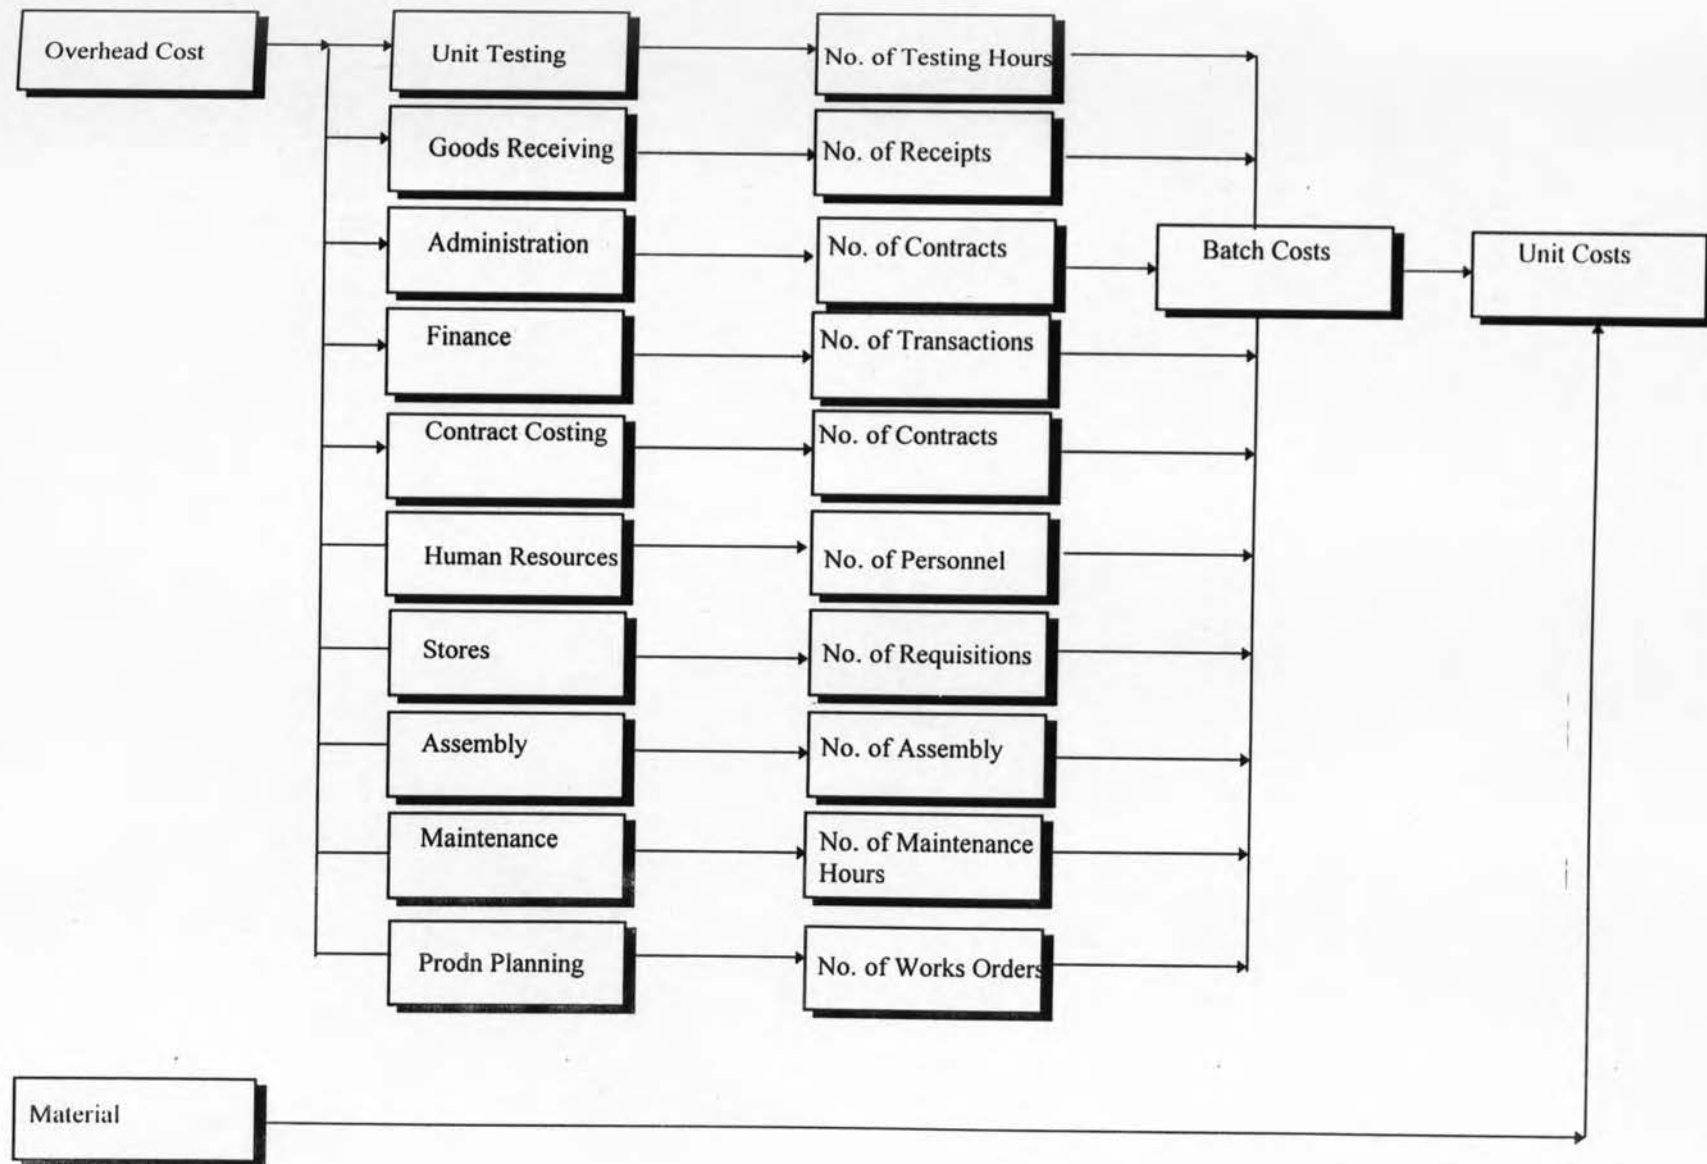 Overhead Cost
Unit Testing
No. of Testing Hours
Goods Receiving
No. of Receipts
Administration
No. of Contracts
Batch Costs
Unit Costs
Finance
No. of Transactions
Contract Costing
No. of Contracts
Human Resources
No. of Personnel
Stores
No. of Requisitions
Assembly
No. of Assembly
Maintenance
No. of Maintenance
Hours
Prodn Planning
No. of Works Orders
Material